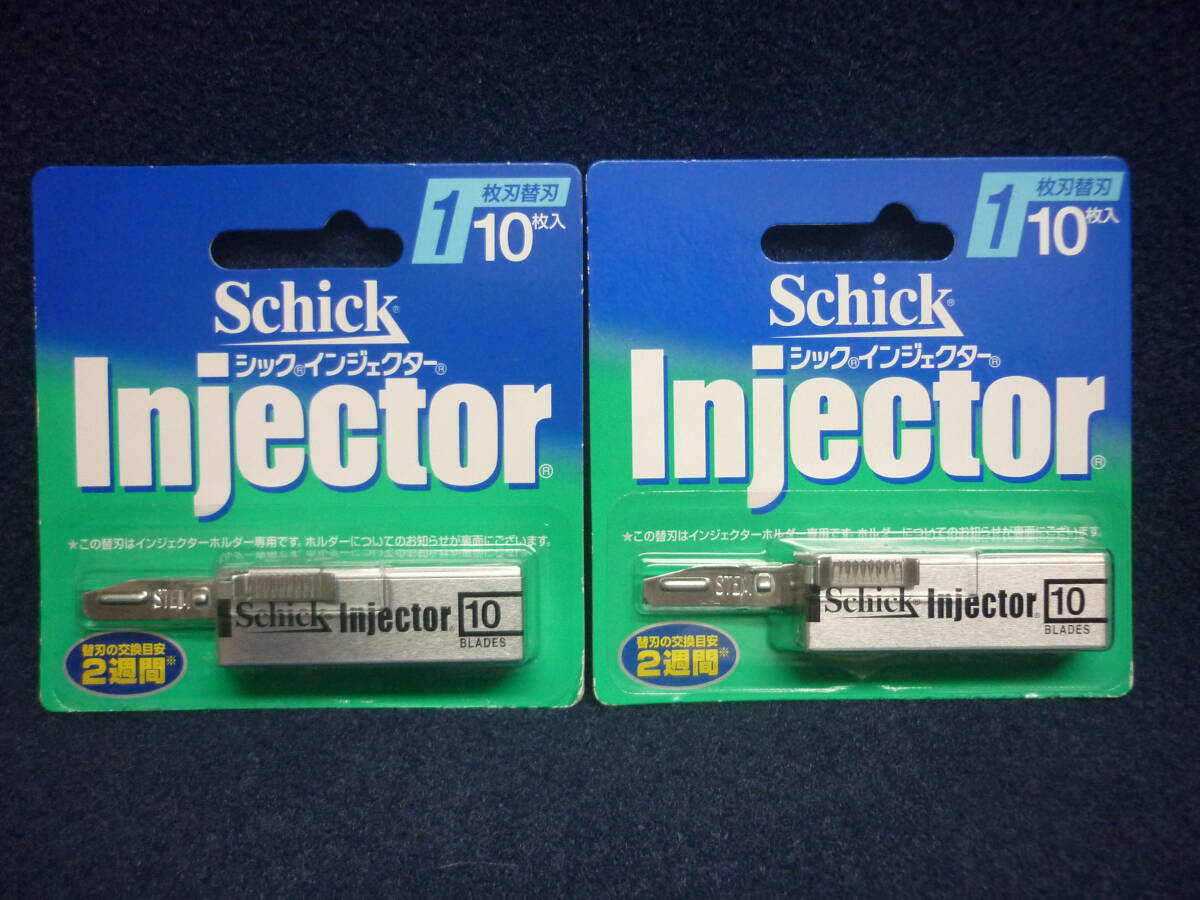 1 枚刃替刃
10枚入
Schick®
シック®インジェクター®
Injector®
★この替刃はインジェクターホルダー専用です。ホルダーについてのお知らせが裏面にございます。
STEM
Schick® Injector® 10
BLADES
替刃の交換目安
2週間※
1 枚刃替刃
10枚入
Schick®
シック®インジェクター®
Injector®
★この替刃はインジェクターホルダー専用です。ホルダーについてのお知らせが裏面にございます。
STEM
Schick® Injector® 10
BLADES
替刃の交換目安
2週間※